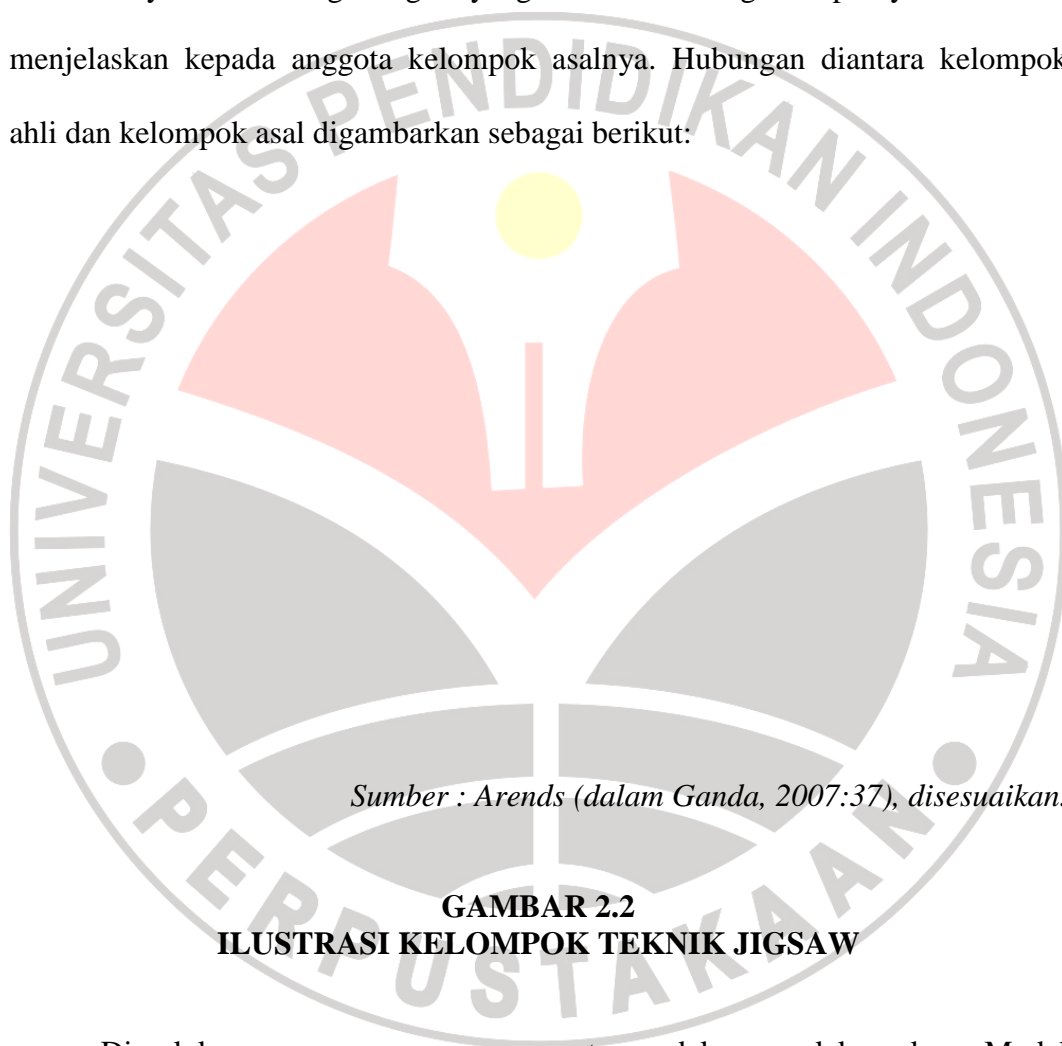 menjelaskan kepada anggota kelompok asalnya. Hubungan diantara kelompok
ahli dan kelompok asal digambarkan sebagai berikut:
UNIVERSITAS PENDIDIKAN INDONESIA
Sumber : Arends (dalam Ganda, 2007:37), disesuaikan.
GAMBAR 2.2
ILUSTRASI KELOMPOK TEKNIK JIGSAW
PERPUSTAKAAN